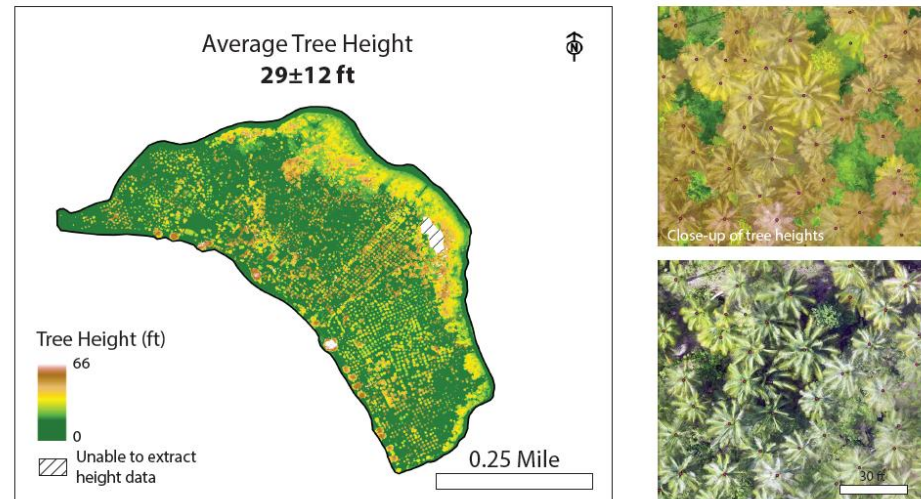 Average Tree Height
29±12 ft
N
Tree Height (ft)
66
0
Unable to extract
height data
0.25 Mile
Close-up of tree heights
30 ft